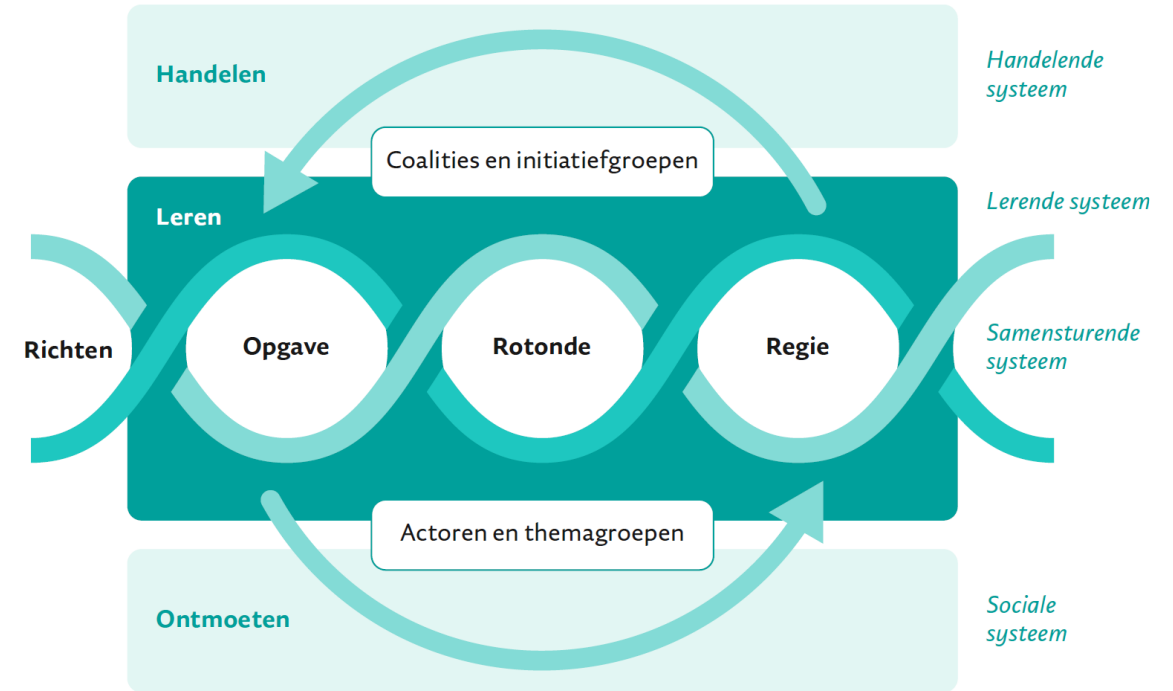 Handelen
Handelende
systeem
Coalities en initiatiefgroepen
Leren
Lerende systeem
Richten
Opgave
Rotonde
Regie
Samensturende
systeem
Actoren en themagroepen
Ontmoeten
Sociale
systeem